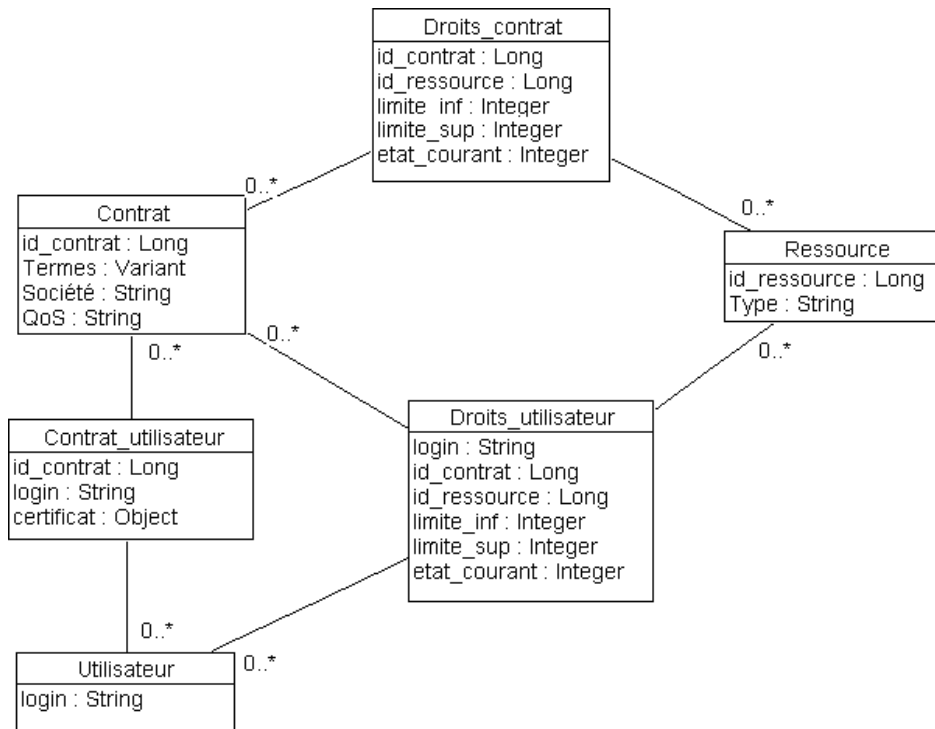 Droits_contrat
id_contrat : Long
id_ressource : Long
limite_inf : Integer
limite_sup : Integer
etat_courant : Integer
0..*
0..*
Contrat
id_contrat : Long
Termes : Variant
Société : String
QoS : String
Ressource
id_ressource : Long
Type : String
0..*
0..*
0..*
Contrat_utilisateur
id_contrat : Long
login : String
certificat : Object
Droits_utilisateur
login : String
id_contrat : Long
id_ressource : Long
limite_inf : Integer
limite_sup : Integer
etat_courant : Integer
0..*
0..*
Utilisateur
login : String